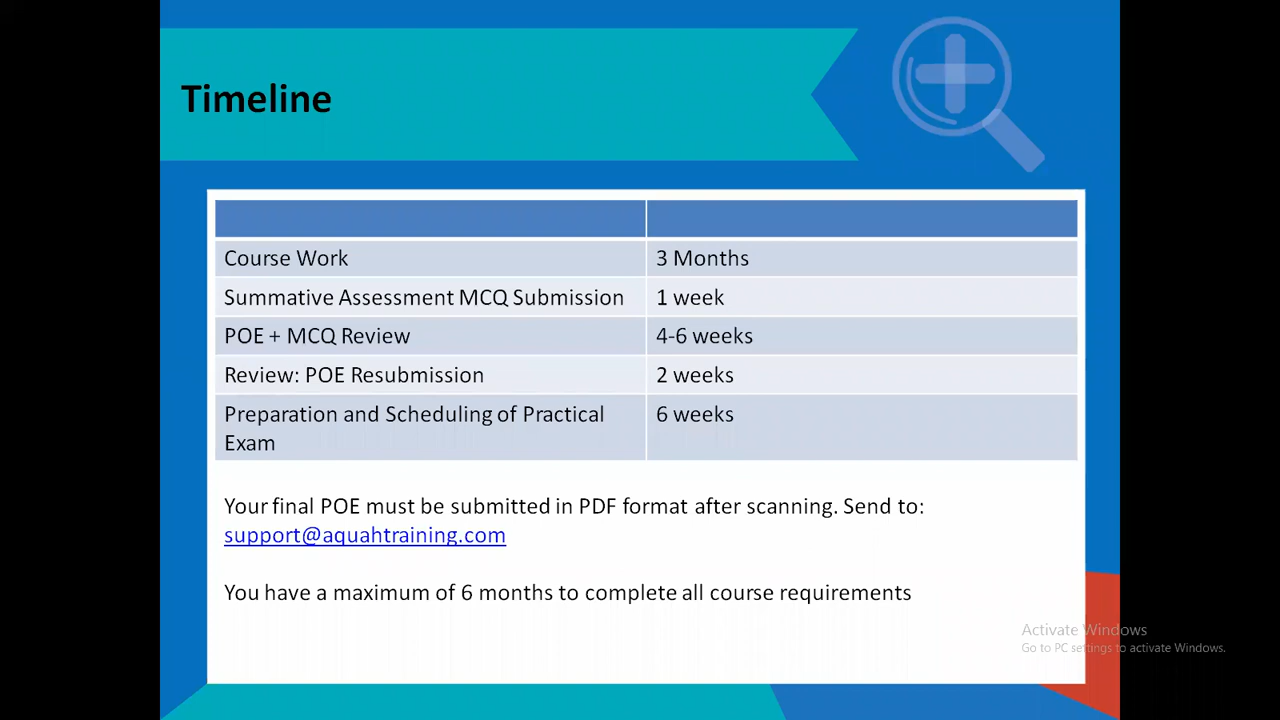 Timeline
Course Work 3 Months
Summative Assessment MCQ Submission 1 week
POE + MCQ Review 4-6 weeks
Review: POE Resubmission 2 weeks
Preparation and Scheduling of Practical 6 weeks
Exam
Your final POE must be submitted in PDF format after scanning. Send to:
support@aquahtraining.com
You have a maximum of 6 months to complete all course requirements
Activate Windows
Go to PC settings to activate Windows.